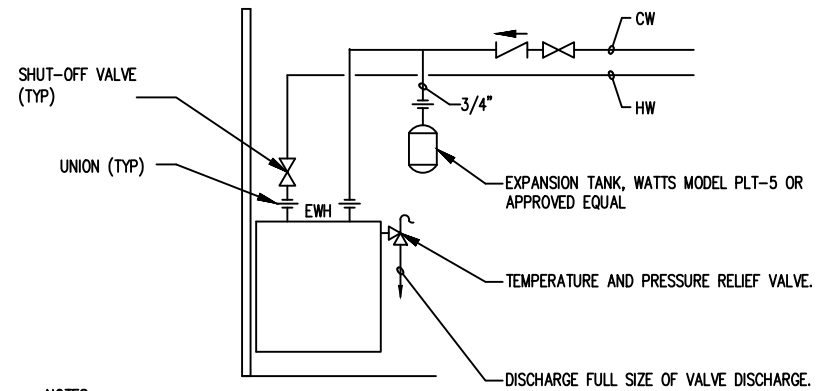 CW
SHUT-OFF VALVE
(TYP)
3/4"
HW
UNION (TYP)
EWH
EXPANSION TANK, WATTS MODEL PLT-5 OR
APPROVED EQUAL
TEMPERATURE AND PRESSURE RELIEF VALVE.
DISCHARGE FULL SIZE OF VALVE DISCHARGE.
NOTES